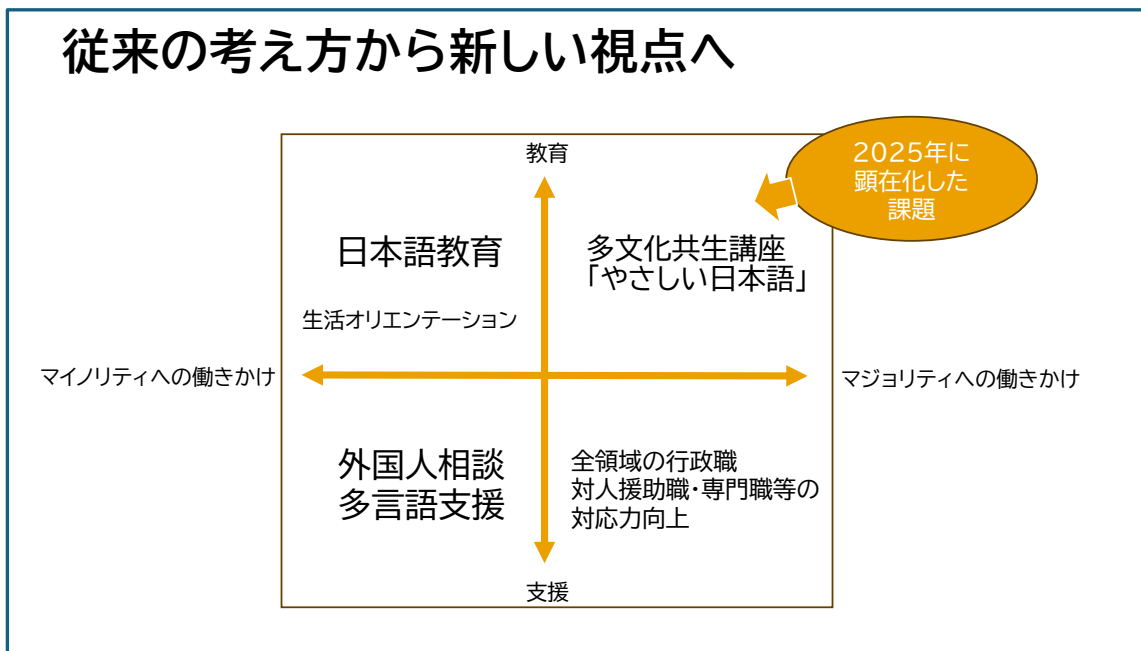 従来の考え方から新しい視点へ
2025年に
顕在化した
課題
教育
日本語教育
多文化共生講座
「やさしい日本語」
生活オリエンテーション
マイノリティへの働きかけ
マジョリティへの働きかけ
外国人相談
多言語支援
全領域の行政職
対人援助職・専門職等の
対応力向上
支援